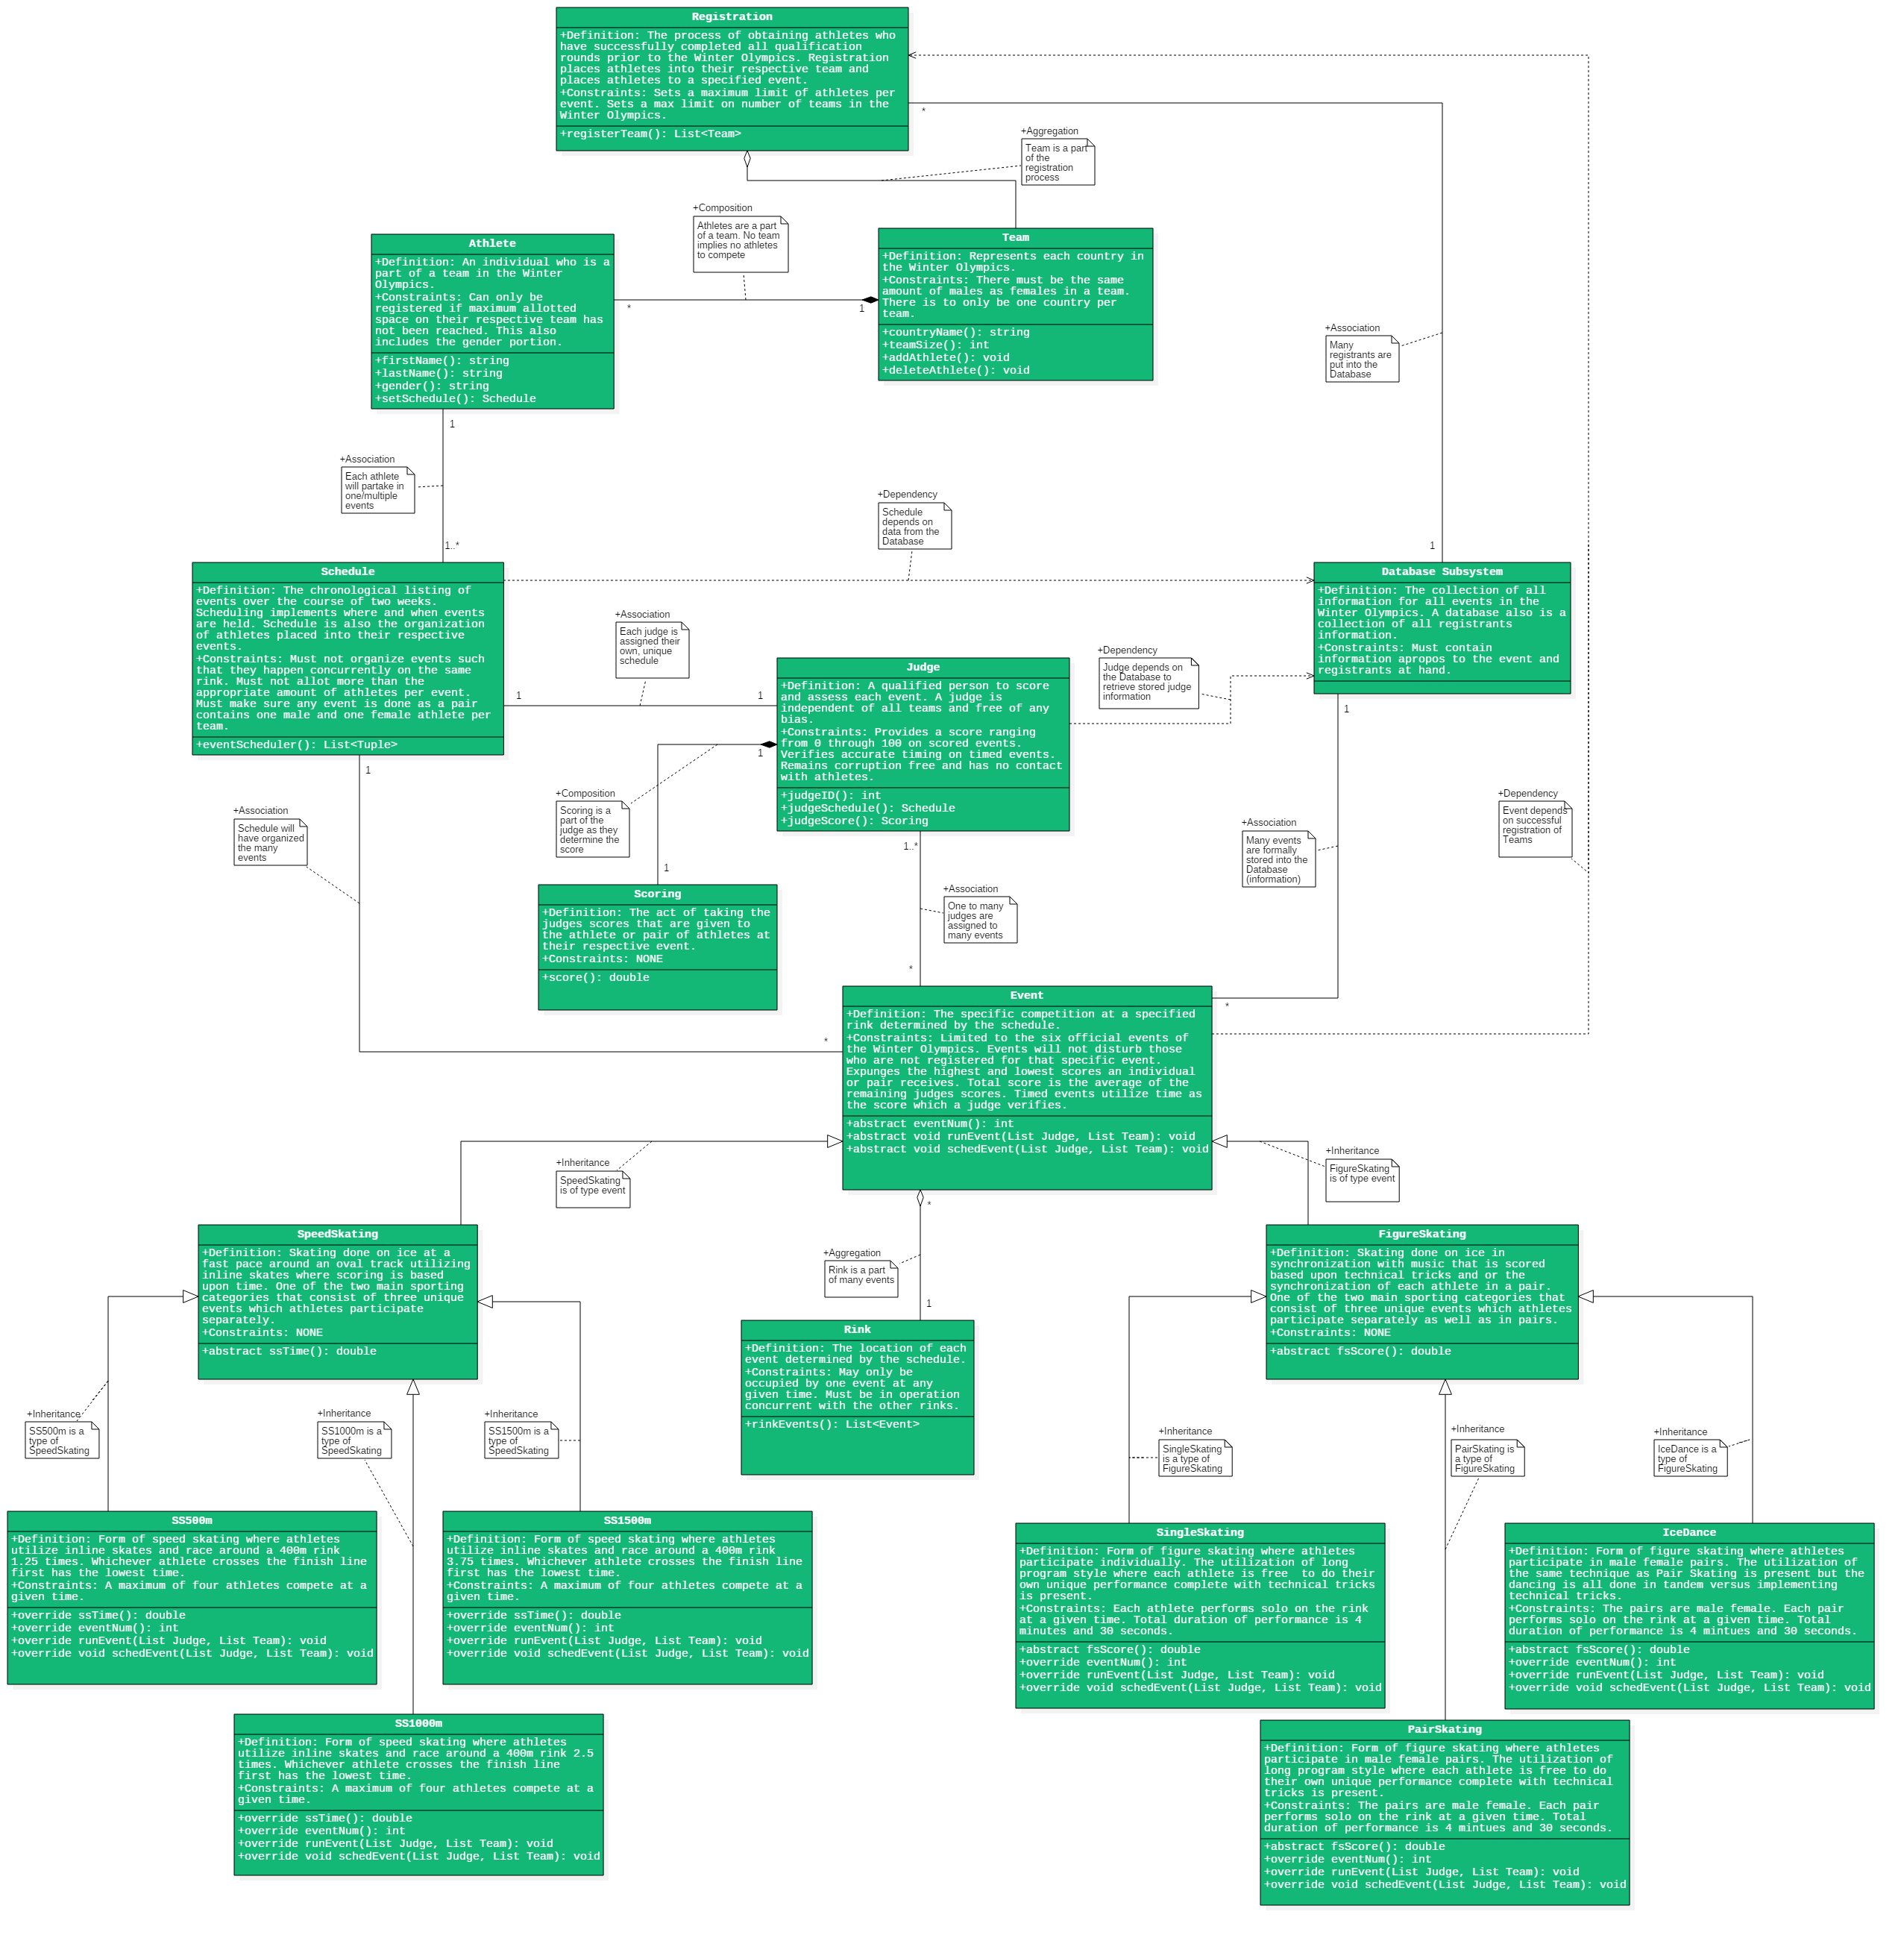 Registration
+Definition: The process of obtaining athletes who
have successfully completed all qualification
rounds prior to the Winter Olympics. Registration
places athletes into their respective team and
places athletes to a specified event.
+Constraints: Sets a maximum limit of athletes per
event. Sets a max limit on number of teams in the
Winter Olympics.
+registerTeam(): List<Team>
*
+Aggregation
Team is a part
of the
registration
process
+Composition
Athletes are a part
of a team. No team
implies no athletes
to compete
Athlete
+Definition: An individual who is a
part of a team in the Winter
Olympics.
+Constraints: Can only be
registered if maximum allotted
space on their respective team has
not been reached. This also
includes the gender portion.
+firstName(): string
+lastName(): string
+gender(): string
+setSchedule(): Schedule
*
1
Team
+Definition: Represents each country in
the Winter Olympics.
+Constraints: There must be the same
amount of males as females in a team.
There is to only be one country per
team.
+countryName(): string
+teamSize(): int
+addAthlete(): void
+deleteAthlete(): void
+Association
Many
registrants are
put into the
Database
1
+Association
Each athlete
will partake in
one/multiple
events
1..*
+Dependency
Schedule
depends on
data from the
Database
1
Schedule
+Definition: The chronological listing of
events over the course of two weeks.
Scheduling implements where and when events
are held. Schedule is also the organization
of athletes placed into their respective
events.
+Constraints: Must not organize events such
that they happen concurrently on the same
rink. Must not allot more than the
appropriate amount of athletes per event.
Must make sure any event is done as a pair
contains one male and one female athlete per
team.
+eventScheduler(): List<Tuple>
+Association
Each judge is
assigned their
own, unique
schedule
1
1
Judge
+Definition: A qualified person to score
and assess each event. A judge is
independent of all teams and free of any
bias.
+Constraints: Provides a score ranging
from 0 through 100 on scored events.
Verifies accurate timing on timed events.
Remains corruption free and has no contact
with athletes.
+judgeID(): int
+judgeSchedule(): Schedule
+judgeScore(): Scoring
+Dependency
Judge depends on
the Database to
retrieve stored judge
information
Database Subsystem
+Definition: The collection of all
information for all events in the
Winter Olympics. A database also is a
collection of all registrants
information.
+Constraints: Must contain
information apropos to the event and
registrants at hand.
1
1
1
+Association
Schedule will
have organized
the many
events
+Composition
Scoring is a
part of the
judge as they
determine the
score
1
Scoring
+Definition: The act of taking the
judges scores that are given to
the athlete or pair of athletes at
their respective event.
+Constraints: NONE
+score(): double
1..*
+Association
One to many
judges are
assigned to
many events
*
+Association
Many events
are formally
stored into the
Database
(information)
+Dependency
Event depends
on successful
registration of
Teams
*
*
Event
+Definition: The specific competition at a specified
rink determined by the schedule.
+Constraints: Limited to the six official events of
the Winter Olympics. Events will not disturb those
who are not registered for that specific event.
Expunges the highest and lowest scores an individual
or pair receives. Total score is the average of the
remaining judges scores. Timed events utilize time as
the score which a judge verifies.
+abstract eventNum(): int
+abstract void runEvent(List Judge, List Team): void
+abstract void schedEvent(List Judge, List Team): void
+Inheritance
SpeedSkating
is of type event
+Inheritance
FigureSkating
is of type event
*
+Aggregation
Rink is a part
of many events
1
SpeedSkating
+Definition: Skating done on ice at a
fast pace around an oval track utilizing
inline skates where scoring is based
upon time. One of the two main sporting
categories that consist of three unique
events which athletes participate
separately.
+Constraints: NONE
+abstract ssTime(): double
Rink
+Definition: The location of each
event determined by the schedule.
+Constraints: May only be
occupied by one event at any
given time. Must be in operation
concurrent with the other rinks.
+rinkEvents(): List<Event>
FigureSkating
+Definition: Skating done on ice in
synchronization with music that is scored
based upon technical tricks and or the
synchronization of each athlete in a pair.
One of the two main sporting categories that
consist of three unique events which athletes
participate separately as well as in pairs.
+Constraints: NONE
+abstract fsScore(): double
+Inheritance
SS500m is a
type of
SpeedSkating
+Inheritance
SS1000m is a
type of
SpeedSkating
+Inheritance
SS1500m is a
type of
SpeedSkating
+Inheritance
SingleSkating
is a type of
FigureSkating
+Inheritance
PairSkating is
a type of
FigureSkating
+Inheritance
IceDance is a
type of
FigureSkating
SS500m
+Definition: Form of speed skating where athletes
utilize inline skates and race around a 400m rink
1.25 times. Whichever athlete crosses the finish line
first has the lowest time.
+Constraints: A maximum of four athletes compete at a
given time.
+override ssTime(): double
+override eventNum(): int
+override runEvent(List Judge, List Team): void
+override void schedEvent(List Judge, List Team): void
SS1500m
+Definition: Form of speed skating where athletes
utilize inline skates and race around a 400m rink
3.75 times. Whichever athlete crosses the finish line
first has the lowest time.
+Constraints: A maximum of four athletes compete at a
given time.
+override ssTime(): double
+override eventNum(): int
+override runEvent(List Judge, List Team): void
+override void schedEvent(List Judge, List Team): void
SingleSkating
+Definition: Form of figure skating where athletes
participate individually. The utilization of long
program style where each athlete is free  to do their
own unique performance complete with technical tricks
is present.
+Constraints: Each athlete performs solo on the rink
at a given time. Total duration of performance is 4
minutes and 30 seconds.
+abstract fsScore(): double
+override eventNum(): int
+override runEvent(List Judge, List Team): void
+override void schedEvent(List Judge, List Team): void
IceDance
+Definition: Form of figure skating where athletes
participate in male female pairs. The utilization of
the same technique as Pair Skating is present but the
dancing is all done in tandem versus implementing
technical tricks.
+Constraints: The pairs are male female. Each pair
performs solo on the rink at a given time. Total
duration of performance is 4 mintues and 30 seconds.
+abstract fsScore(): double
+override eventNum(): int
+override runEvent(List Judge, List Team): void
+override void schedEvent(List Judge, List Team): void
SS1000m
+Definition: Form of speed skating where athletes
utilize inline skates and race around a 400m rink 2.5
times. Whichever athlete crosses the finish line
first has the lowest time.
+Constraints: A maximum of four athletes compete at a
given time.
+override ssTime(): double
+override eventNum(): int
+override runEvent(List Judge, List Team): void
+override void schedEvent(List Judge, List Team): void
PairSkating
+Definition: Form of figure skating where athletes
participate in male female pairs. The utilization of
long program style where each athlete is free to do
their own unique performance complete with technical
tricks is present.
+Constraints: The pairs are male female. Each pair
performs solo on the rink at a given time. Total
duration of performance is 4 mintues and 30 seconds.
+abstract fsScore(): double
+override eventNum(): int
+override runEvent(List Judge, List Team): void
+override void schedEvent(List Judge, List Team): void